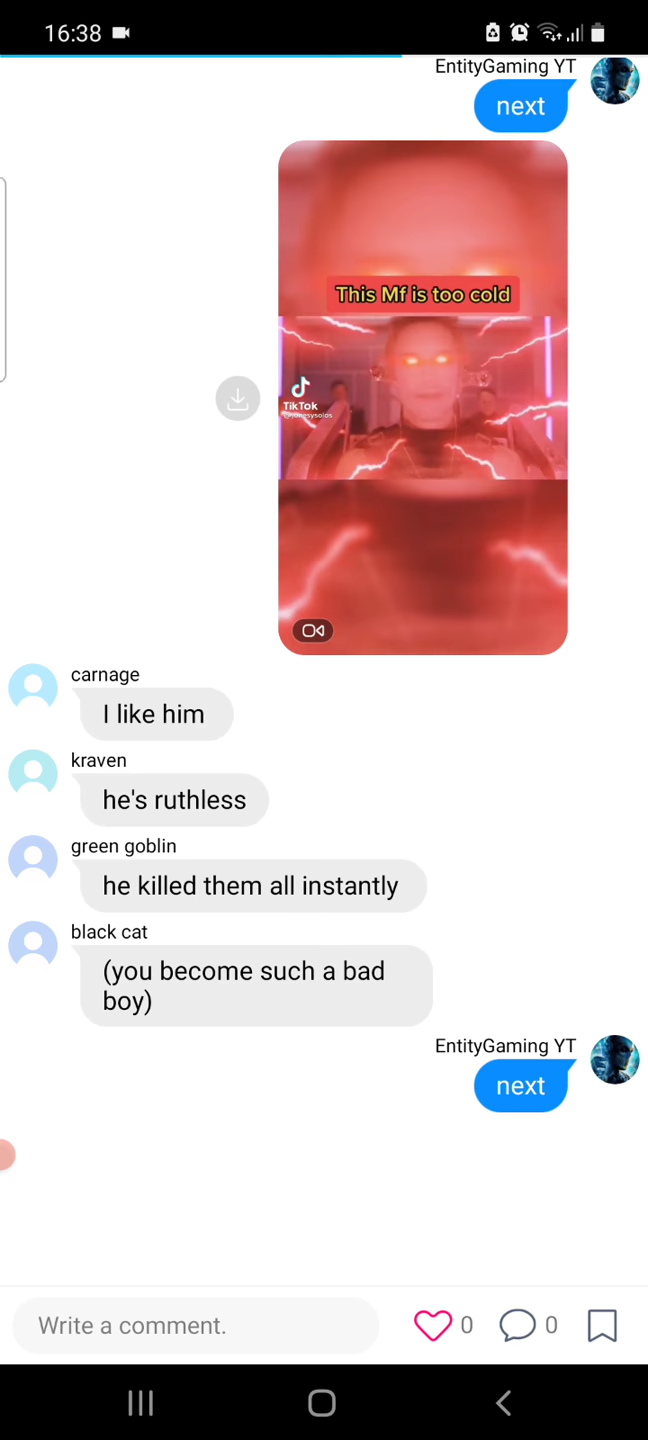 16:38
EntityGaming YT
next
This Mf is too cold
TikTok
carnage
I like him
kraven
he's ruthless
green goblin
he killed them all instantly
black cat
(you become such a bad
boy)
EntityGaming YT
next
Write a comment.
0
0